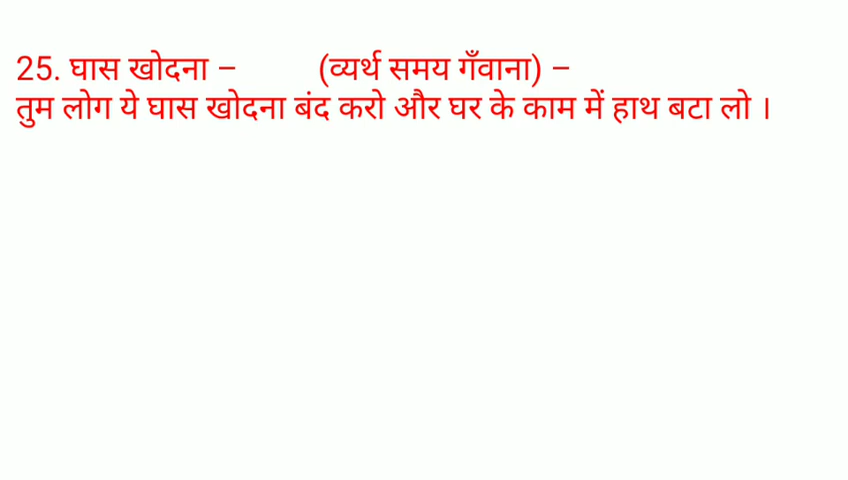 25. घास खोदना – (व्यर्थ समय गँवाना) –
तुम लोग ये घास खोदना बंद करो और घर के काम में हाथ बटा लो ।